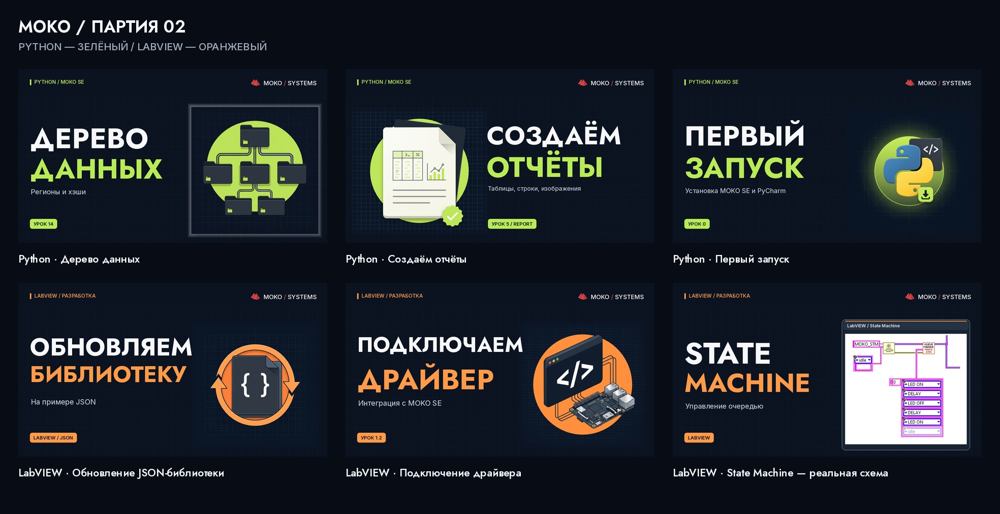 МОКО / ПАРТИЯ 02
PYTHON — ЗЕЛЁНЫЙ / LABVIEW — ОРАНЖЕВЫЙ
PYTHON / MOKO SE
MOKO / SYSTEMS
ДЕРЕВО
ДАННЫХ
Регионы и хэши
УРОК 14
Python · Дерево данных
PYTHON / MOKO SE
MOKO / SYSTEMS
СОЗДАЁМ
ОТЧЁТЫ
Таблицы, строки, изображения
>_ %
УРОК 5 / REPORT
Python · Создаём отчёты
PYTHON / MOKO SE
MOKO / SYSTEMS
ПЕРВЫЙ
ЗАПУСК
Установка MOKO SE и PyCharm
</>
УРОК 0
Python · Первый запуск
LABVIEW / РАЗРАБОТКА
MOKO / SYSTEMS
ОБНОВЛЯЕМ
БИБЛИОТЕКУ
На примере JSON
{ }
LABVIEW / JSON
LabVIEW · Обновление JSON-библиотеки
LABVIEW / РАЗРАБОТКА
MOKO / SYSTEMS
ПОДКЛЮЧАЕМ
ДРАЙВЕР
Интеграция с MOKO SE
</>
УРОК 1.2
LabVIEW · Подключение драйвера
LABVIEW / РАЗРАБОТКА
MOKO / SYSTEMS
STATE
MACHINE
Управление очередью
LABVIEW
LabVIEW / State Machine
MOKO_STM
QUEUE
MANAG
MOKO
STM
idle
0
LED ON
DELAY
LED OFF
DELAY
LED ON
idle
LabVIEW · State Machine — реальная схема